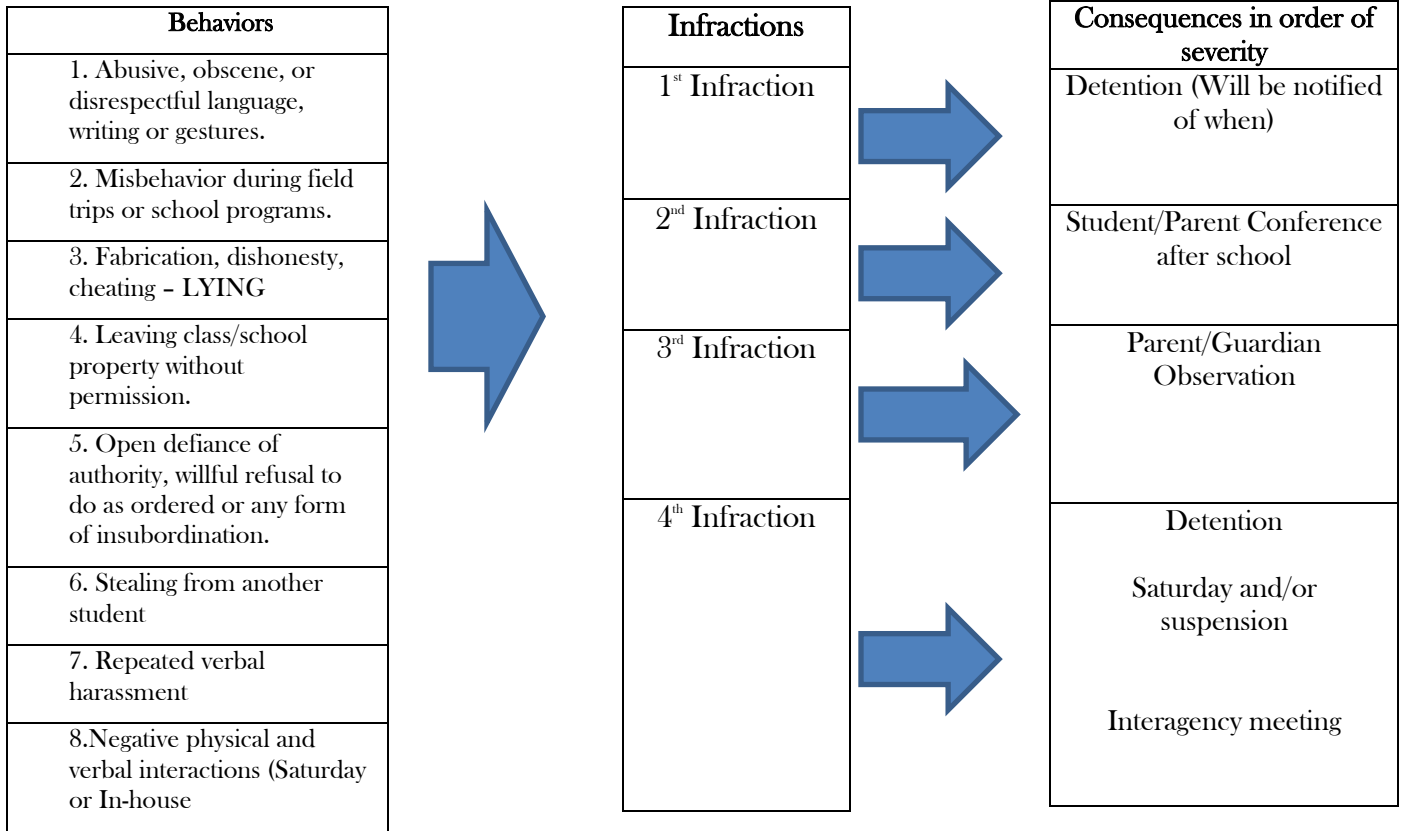 Behaviors
1. Abusive, obscene, or
disrespectful language,
writing or gestures.
2. Misbehavior during field
trips or school programs.
3. Fabrication, dishonesty,
cheating – LYING
4. Leaving class/school
property without
permission.
5. Open defiance of
authority, willful refusal to
do as ordered or any form
of insubordination.
6. Stealing from another
student
7. Repeated verbal
harassment
8.Negative physical and
verbal interactions (Saturday
or In-house
Infractions
1st Infraction
2nd Infraction
3rd Infraction
4th Infraction
Consequences in order of
severity
Detention (Will be notified
of when)
Student/Parent Conference
after school
Parent/Guardian
Observation
Detention
Saturday and/or
suspension
Interagency meeting